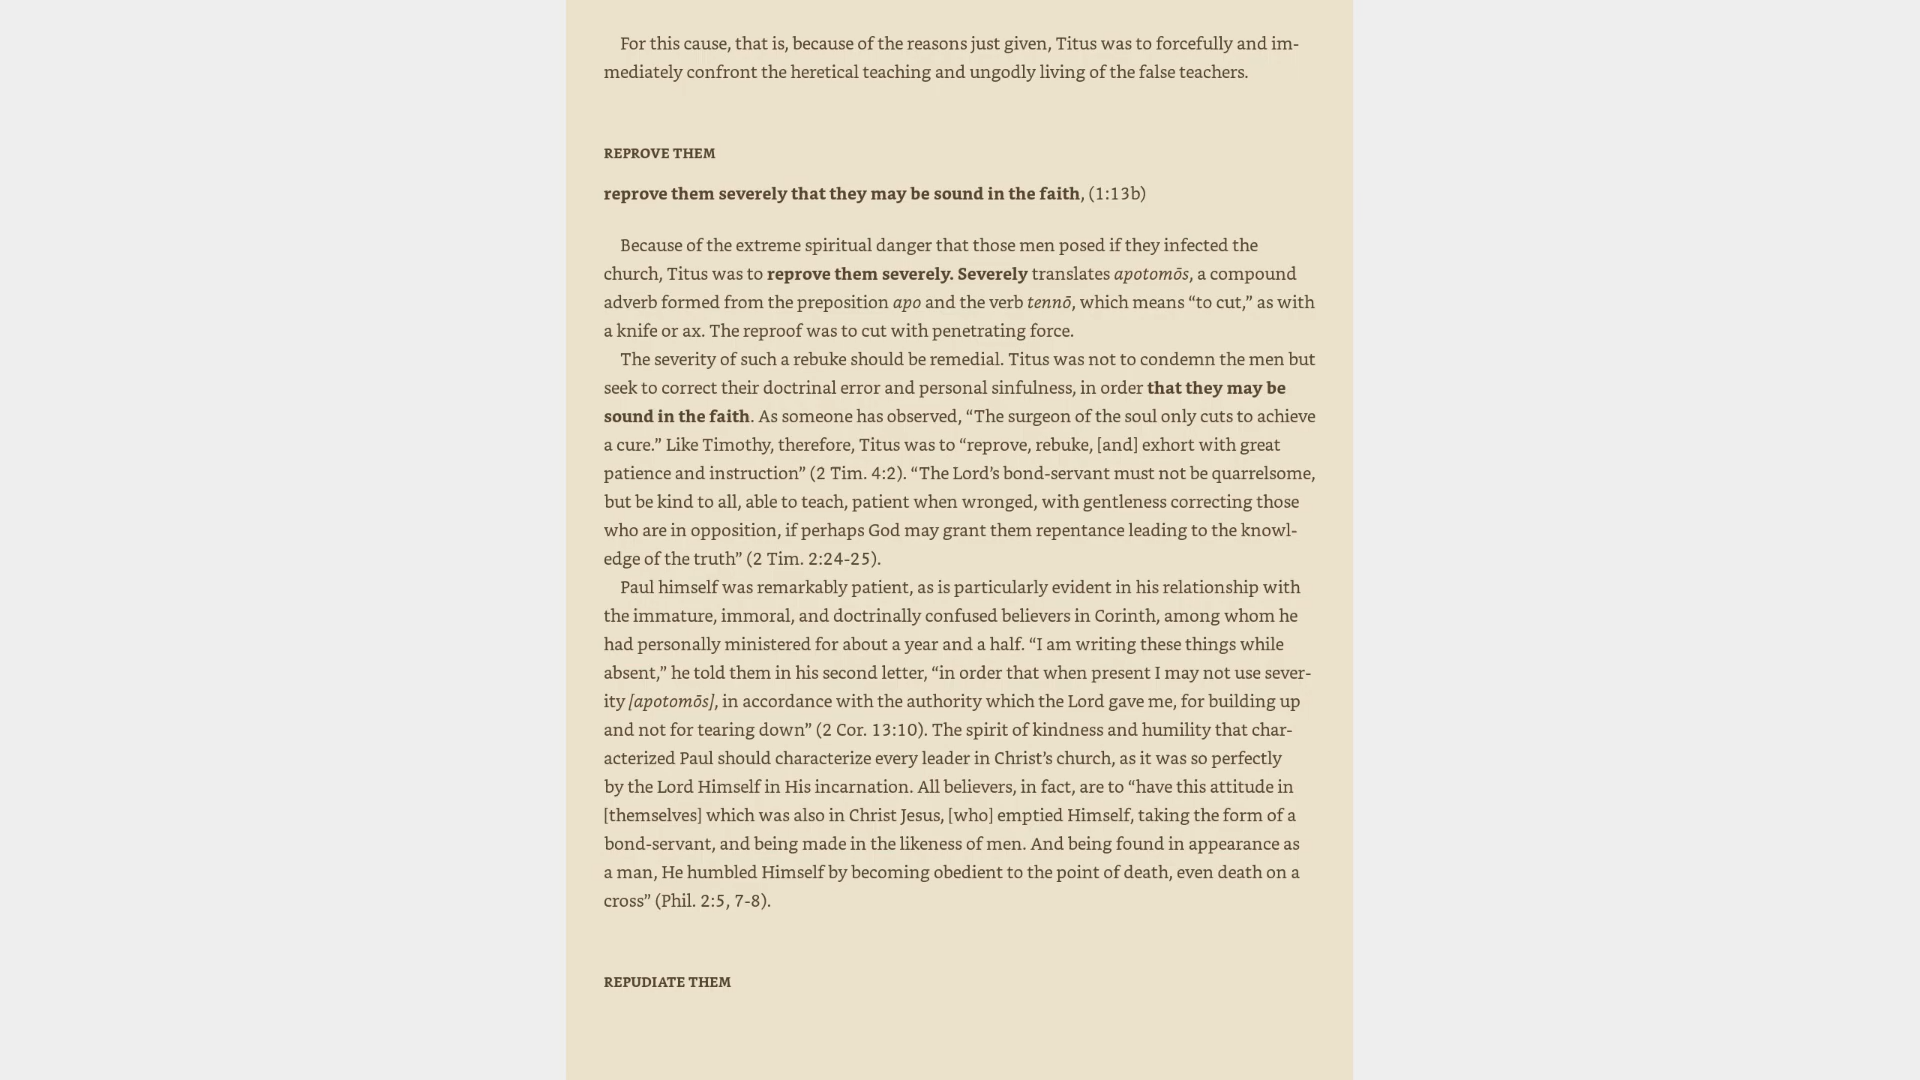 For this cause, that is, because of the reasons just given, Titus was to forcefully and im-
mediately confront the heretical teaching and ungodly living of the false teachers.
REPROVE THEM
reprove them severely that they may be sound in the faith, (1:13b)
Because of the extreme spiritual danger that those men posed if they infected the
church, Titus was to reprove them severely. Severely translates apotomōs, a compound
adverb formed from the preposition apo and the verb tennō, which means “to cut,” as with
a knife or ax. The reproof was to cut with penetrating force.
The severity of such a rebuke should be remedial. Titus was not to condemn the men but
seek to correct their doctrinal error and personal sinfulness, in order that they may be
sound in the faith. As someone has observed, “The surgeon of the soul only cuts to achieve
a cure.” Like Timothy, therefore, Titus was to “reprove, rebuke, [and] exhort with great
patience and instruction” (2 Tim. 4:2). “The Lord’s bond-servant must not be quarrelsome,
but be kind to all, able to teach, patient when wronged, with gentleness correcting those
who are in opposition, if perhaps God may grant them repentance leading to the knowl-
edge of the truth” (2 Tim. 2:24-25).
Paul himself was remarkably patient, as is particularly evident in his relationship with
the immature, immoral, and doctrinally confused believers in Corinth, among whom he
had personally ministered for about a year and a half. “I am writing these things while
absent,” he told them in his second letter, “in order that when present I may not use sever-
ity [apotomōs], in accordance with the authority which the Lord gave me, for building up
and not for tearing down” (2 Cor. 13:10). The spirit of kindness and humility that char-
acterized Paul should characterize every leader in Christ’s church, as it was so perfectly
by the Lord Himself in His incarnation. All believers, in fact, are to “have this attitude in
[themselves] which was also in Christ Jesus, [who] emptied Himself, taking the form of a
bond-servant, and being made in the likeness of men. And being found in appearance as
a man, He humbled Himself by becoming obedient to the point of death, even death on a
cross” (Phil. 2:5, 7-8).
REPUDIATE THEM